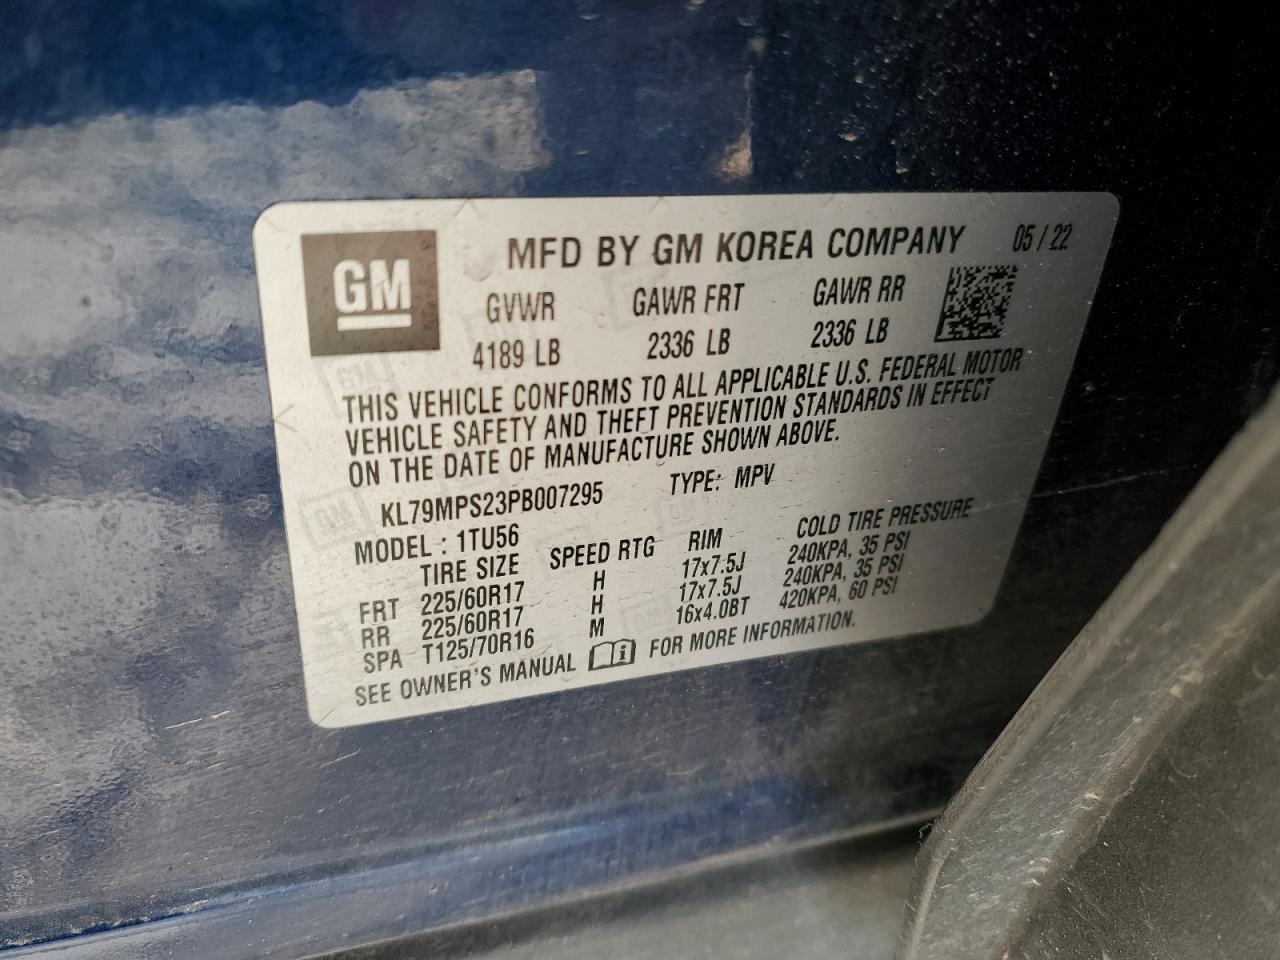 GM
MFD BY GM KOREA COMPANY 05/22
GVWR GAWR FRT GAWR RR
4189 LB 2336 LB 2336 LB
THIS VEHICLE CONFORMS TO ALL APPLICABLE U.S. FEDERAL MOTOR
VEHICLE SAFETY AND THEFT PREVENTION STANDARDS IN EFFECT
ON THE DATE OF MANUFACTURE SHOWN ABOVE.
KL79MPS23PB007295 TYPE: MPV
MODEL : 1TU56
TIRE SIZE SPEED RTG RIM COLD TIRE PRESSURE
FRT 225/60R17 H 17x7.5J 240KPA, 35 PSI
RR 225/60R17 H 17x7.5J 240KPA, 35 PSI
SPA T125/70R16 M 16x4.0BT 420KPA, 60 PSI
SEE OWNER'S MANUAL i FOR MORE INFORMATION.